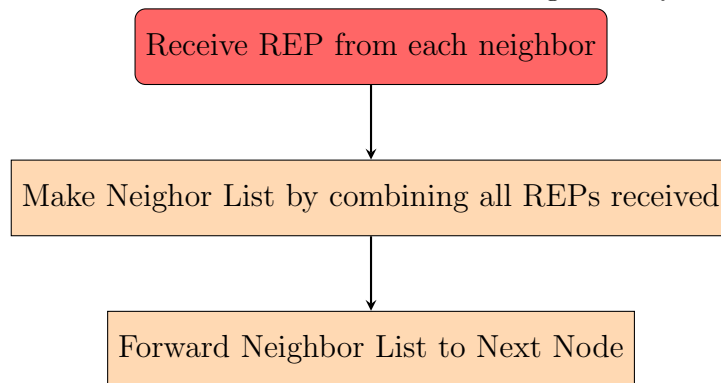 Receive REP from each neighbor
Make Neighor List by combining all REPs received
Forward Neighbor List to Next Node